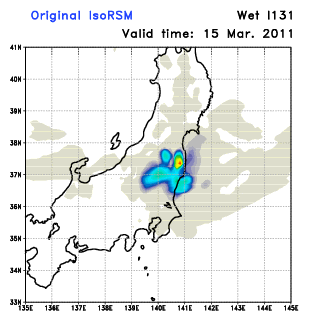 Original IsoRSM Wet I131
Valid time: 15 Mar. 2011
41N
40N
39N
38N
37N
36N
35N
34N
33N
135E 136E 137E 138E 139E 140E 141E 142E 143E 144E 145E